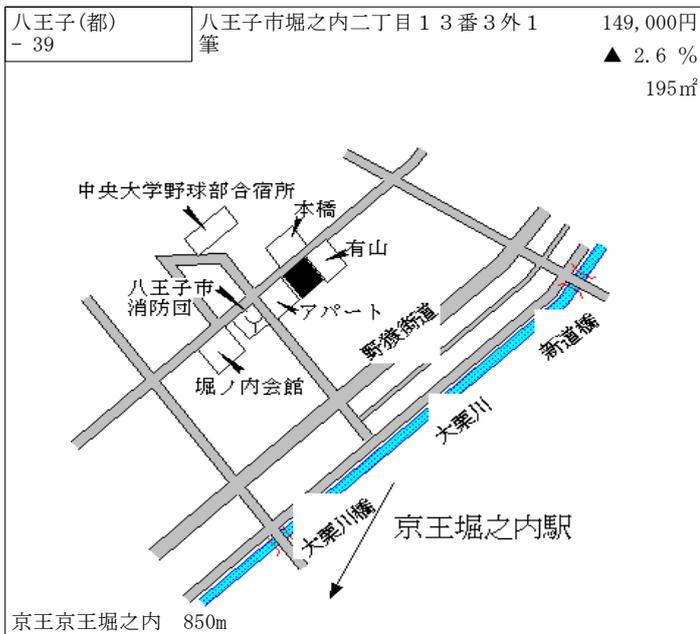 八王子(都)
- 39
八王子市堀之内二丁目１３番３外１
筆
149,000円
▲ 2.6 %
195㎡
中央大学野球部合宿所
本橋
有山
八王子市
消防団
アパート
堀ノ内会館
野猿街道
新道橋
大栗川
大栗川橋
京王堀之内駅
京王京王堀之内　850m